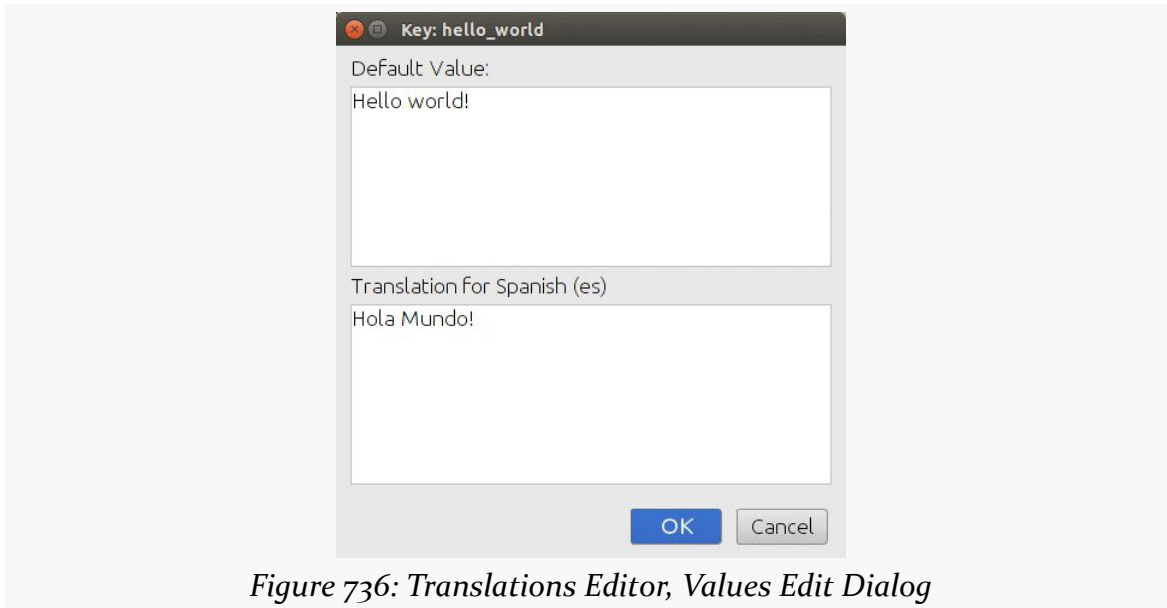 Key: hello_world
Default Value:
Hello world!
Translation for Spanish (es)
Hola Mundo!
OK Cancel
Figure 736: Translations Editor, Values Edit Dialog